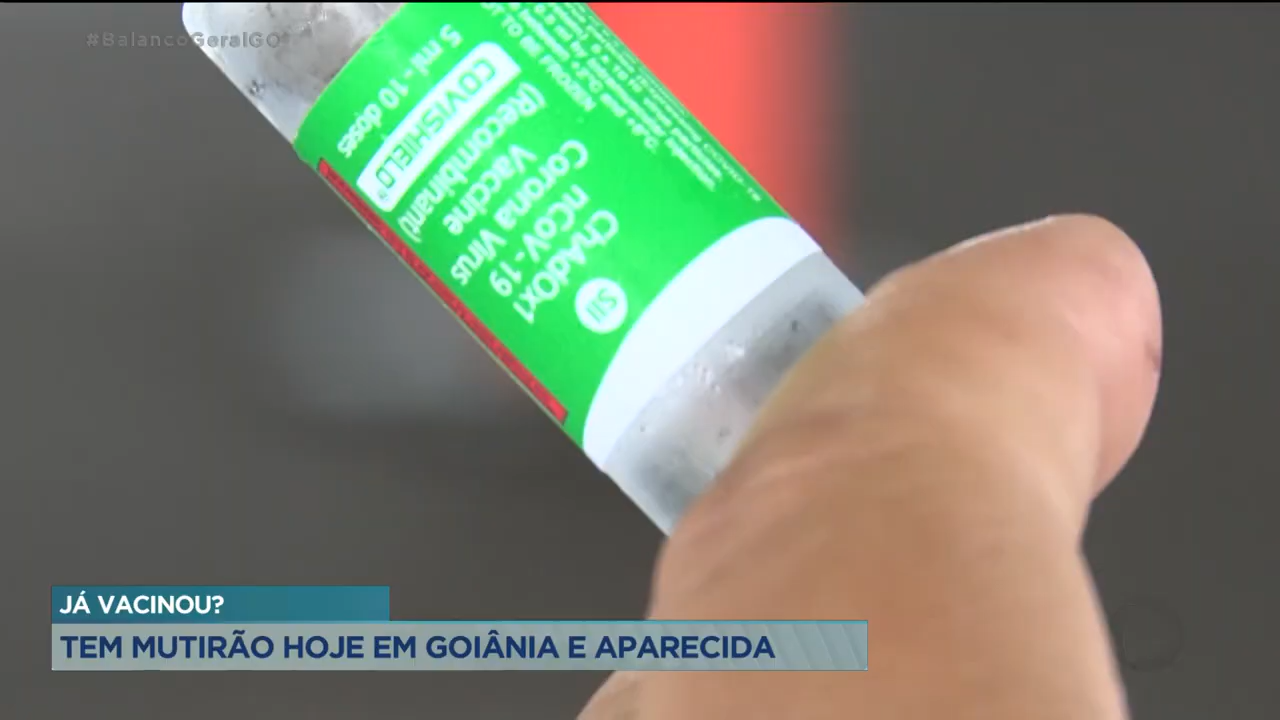 #BalancoGeralGO
SII
ChAdOx1
nCoV - 19
Corona Virus
Vaccine
(Recombinant)
COVISHIELD™
5 ml - 10 doses
JÁ VACINOU?
TEM MUTIRÃO HOJE EM GOIÂNIA E APARECIDA